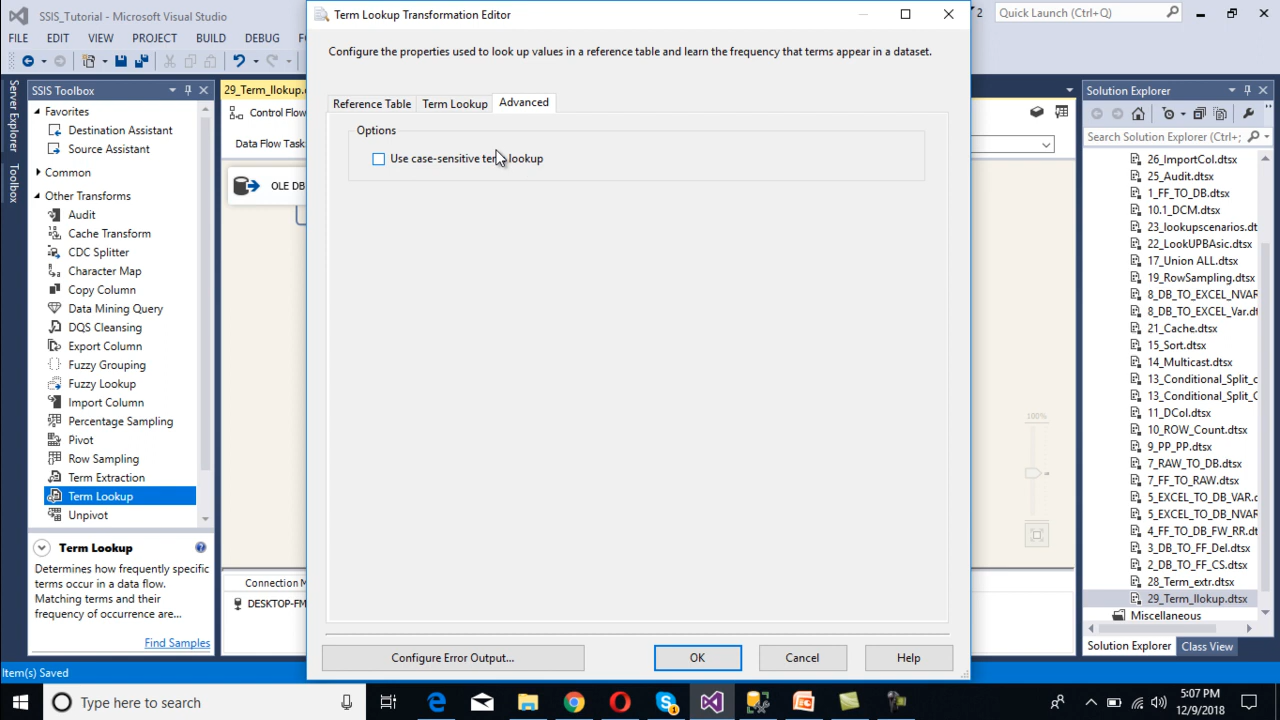 SSIS_Tutorial - Microsoft Visual Studio
Term Lookup Transformation Editor
2
Quick Launch (Ctrl+Q)
FILE EDIT VIEW PROJECT BUILD DEBUG
Configure the properties used to look up values in a reference table and learn the frequency that terms appear in a dataset.
Server Explorer
Toolbox
SSIS Toolbox
Favorites
Destination Assistant
Source Assistant
Common
Other Transforms
Audit
Cache Transform
CDC Splitter
Character Map
Copy Column
Data Mining Query
DQS Cleansing
Export Column
Fuzzy Grouping
Fuzzy Lookup
Import Column
Percentage Sampling
Pivot
Row Sampling
Term Extraction
Term Lookup
Unpivot
Term Lookup
Determines how frequently specific
terms occur in a data flow.
Matching terms and their
frequency of occurrence are...
Find Samples
Item(s) Saved
29_Term_llookup.
Control Flow
Data Flow Task
OLE DB
Connection M
DESKTOP-FM
Reference Table Term Lookup Advanced
Options
Use case-sensitive term lookup
Configure Error Output...
OK
Cancel
Help
100%
Solution Explorer
Search Solution Explorer (Ctrl+;
26_ImportCol.dtsx
25_Audit.dtsx
1_FF_TO_DB.dtsx
10.1_DCM.dtsx
23_lookupscenarios.dt
22_LookUPBAsic.dtsx
17_Union ALL.dtsx
19_RowSampling.dtsx
8_DB_TO_EXCEL_NVAR
8_DB_TO_EXCEL_Var.dt
21_Cache.dtsx
15_Sort.dtsx
14_Multicast.dtsx
13_Conditional_Split_c
13_Conditional_Split_C
11_DCol.dtsx
10_ROW_Count.dtsx
9_PP_PP.dtsx
7_RAW_TO_DB.dtsx
7_FF_TO_RAW.dtsx
5_EXCEL_TO_DB_VAR.
5_EXCEL_TO_DB_NVAR
4_FF_TO_DB_FW_RR.dt
3_DB_TO_FF_Del.dtsx
2_DB_TO_FF_CS.dtsx
28_Term_extr.dtsx
29_Term_llokup.dtsx
Miscellaneous
Solution Explorer Class View
Type here to search
5:07 PM
12/9/2018